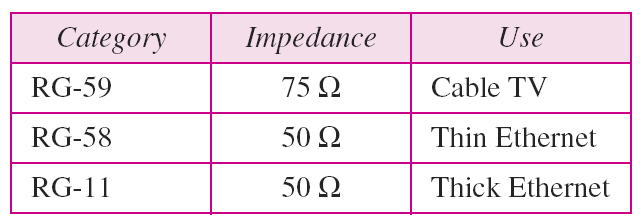 Category Impedance Use
RG-59 75 Ω Cable TV
RG-58 50 Ω Thin Ethernet
RG-11 50 Ω Thick Ethernet